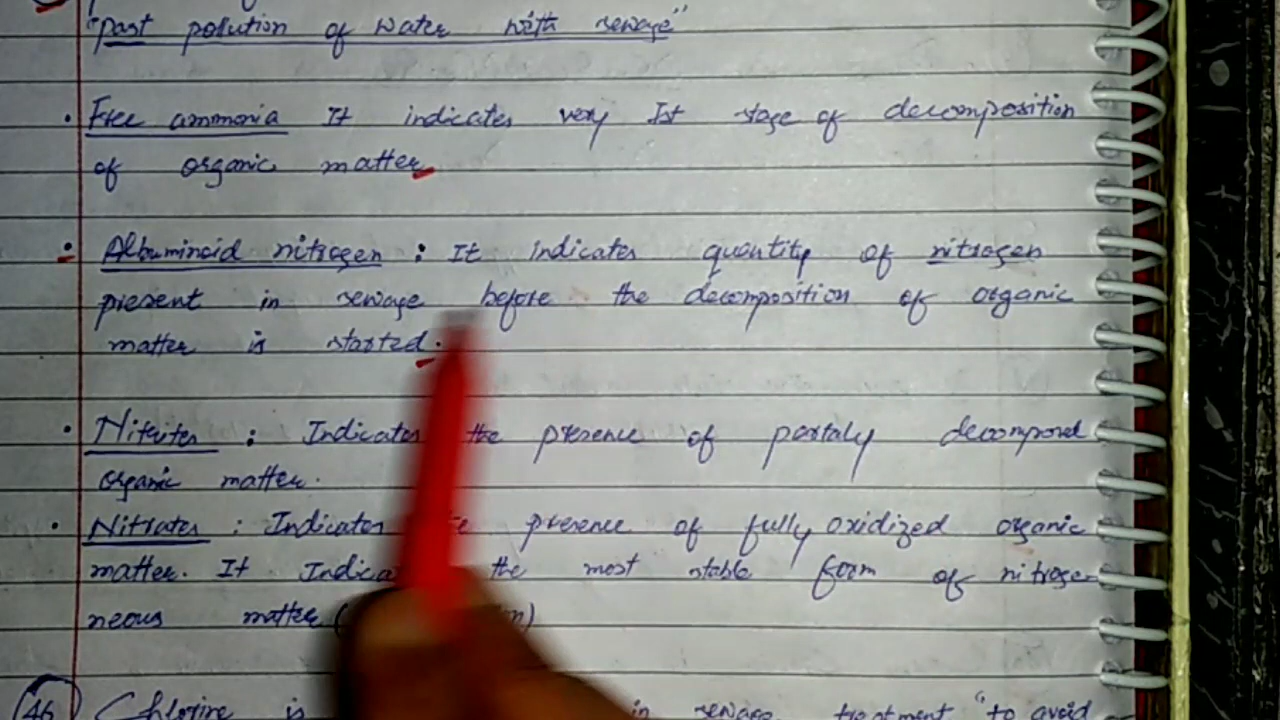 "past pollution of water with sewage"
• Free ammonia It indicates very Ist stage of decomposition
of organic matter
: Albuminoid nitrogen : It indicates quantity of nitrogen
present in sewage before the decomposition of organic
matter is started.
• Nitrites : Indicates the presence of partaly decomposed
organic matter.
• Nitrates : Indicates presence of fully oxidized organic
matter. It the most stable form of nitroge-
neous matter (
46 Chlorine is in sewage treatment "to avoid